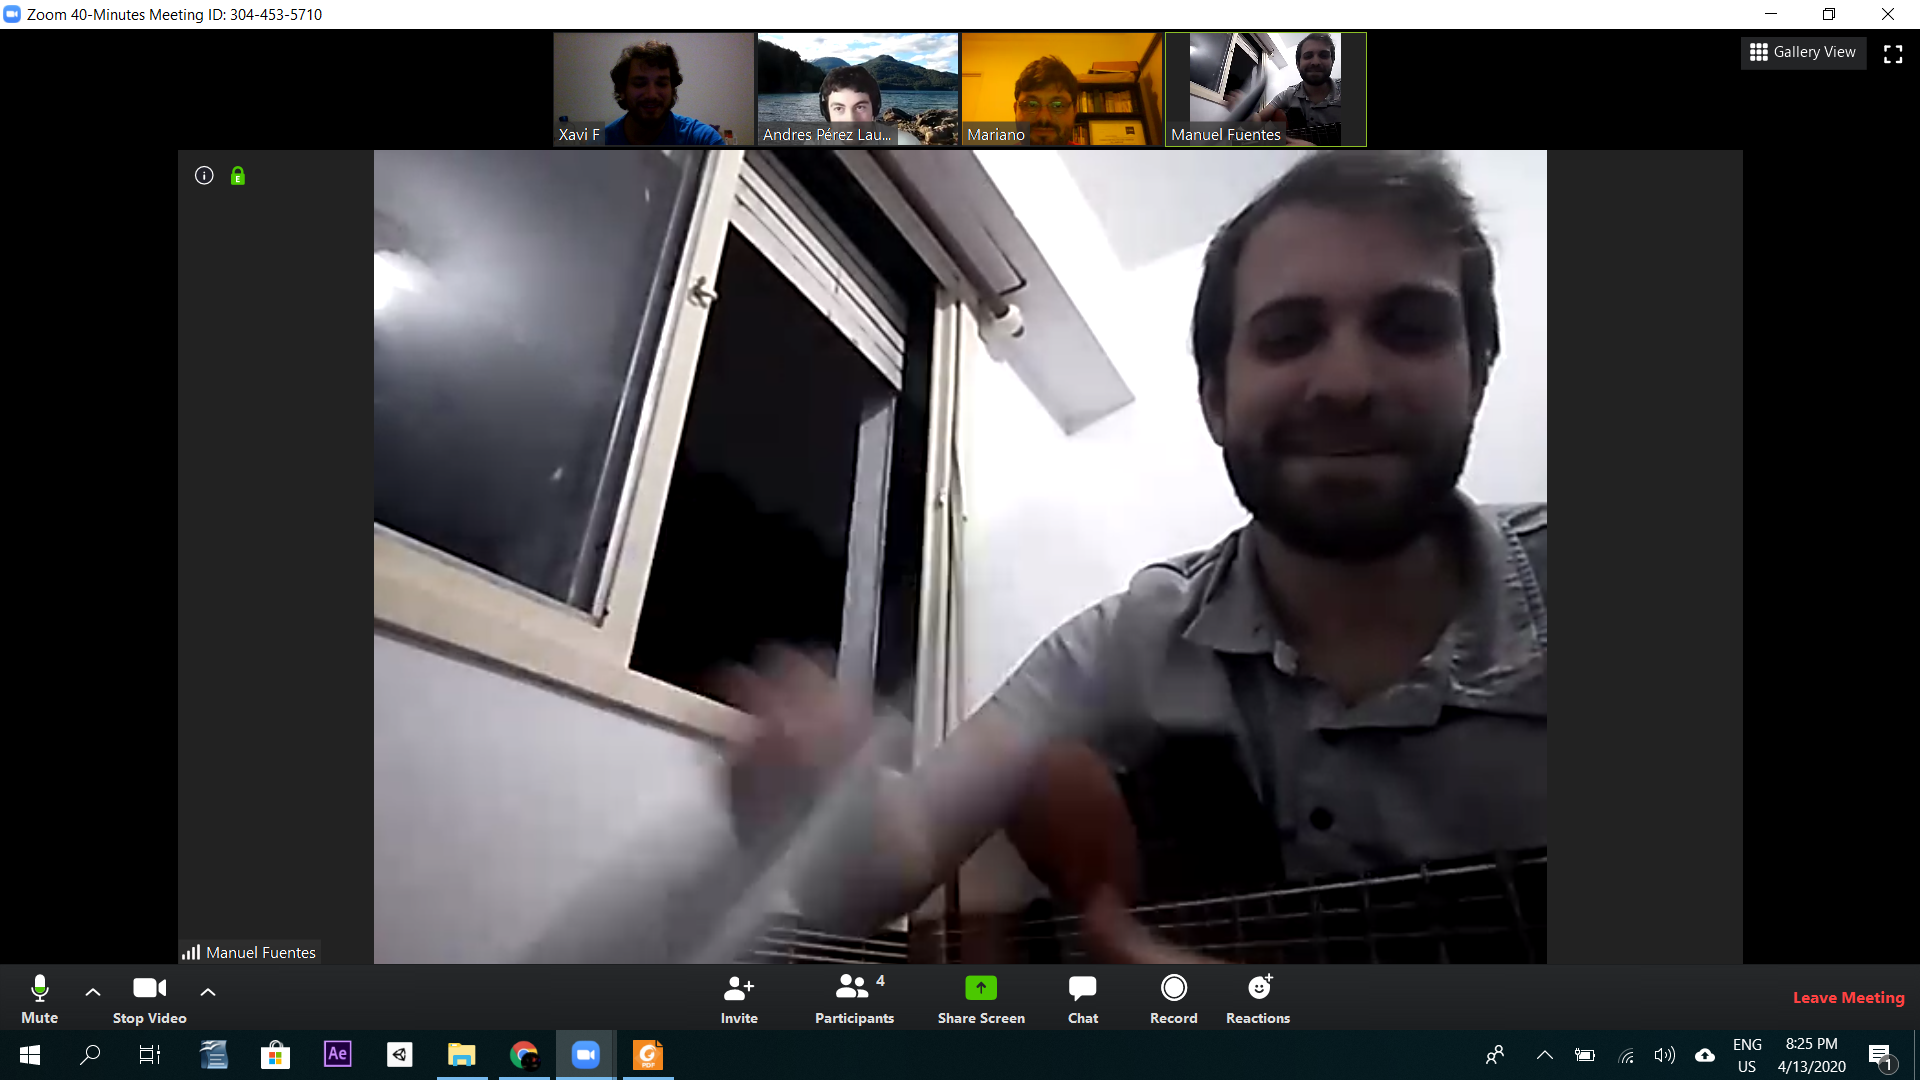 Zoom 40-Minutes Meeting ID: 304-453-5710
Gallery View
Xavi F
Andres Pérez Lau...
Mariano
Manuel Fuentes
E
Manuel Fuentes
Mute
Stop Video
Invite
4
Participants
Share Screen
Chat
Record
Reactions
Leave Meeting
Ae
PDF
ENG
US
8:25 PM
4/13/2020
1